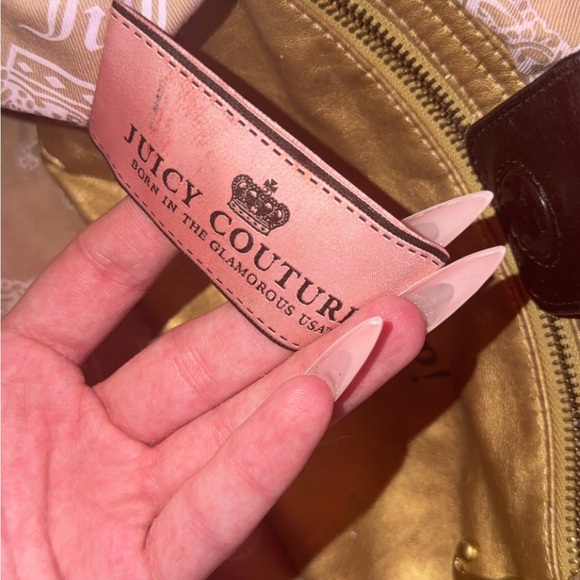 JUICY COUTURE
BORN IN THE GLAMOROUS USA